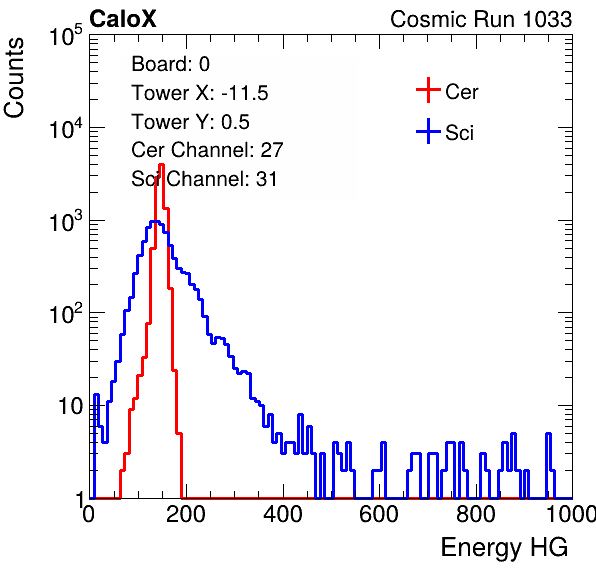 CaloX Cosmic Run 1033
Counts
10^5
10^4
10^3
10^2
10
1
Board: 0
Tower X: -11.5
Tower Y: 0.5
Cer Channel: 27
Sci Channel: 31
Cer
Sci
0 200 400 600 800 1000
Energy HG